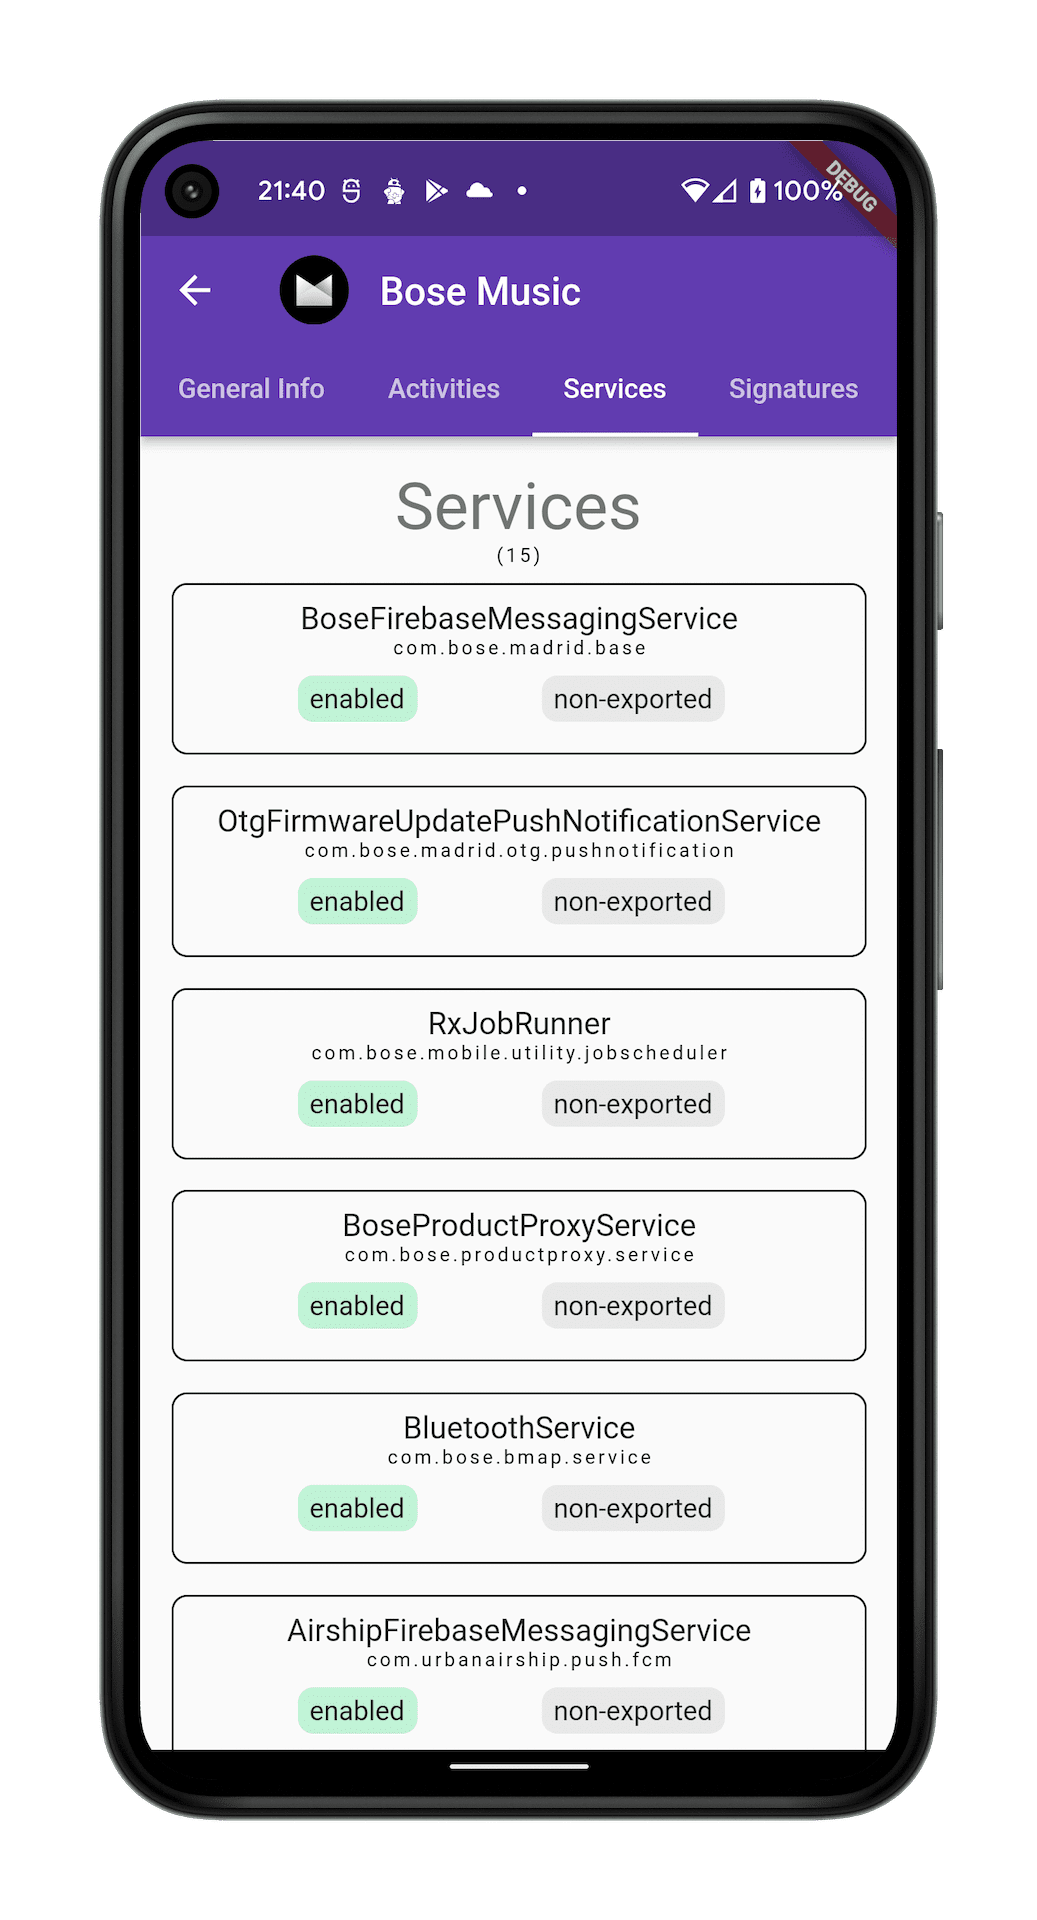 21:40
100%
DEBUG
Bose Music
General Info Activities Services Signatures
Services
(15)
BoseFirebaseMessagingService
com.bose.madrid.base
enabled non-exported
OtgFirmwareUpdatePushNotificationService
com.bose.madrid.otg.pushnotification
enabled non-exported
RxJobRunner
com.bose.mobile.utility.jobscheduler
enabled non-exported
BoseProductProxyService
com.bose.productproxy.service
enabled non-exported
BluetoothService
com.bose.bmap.service
enabled non-exported
AirshipFirebaseMessagingService
com.urbanairship.push.fcm
enabled non-exported